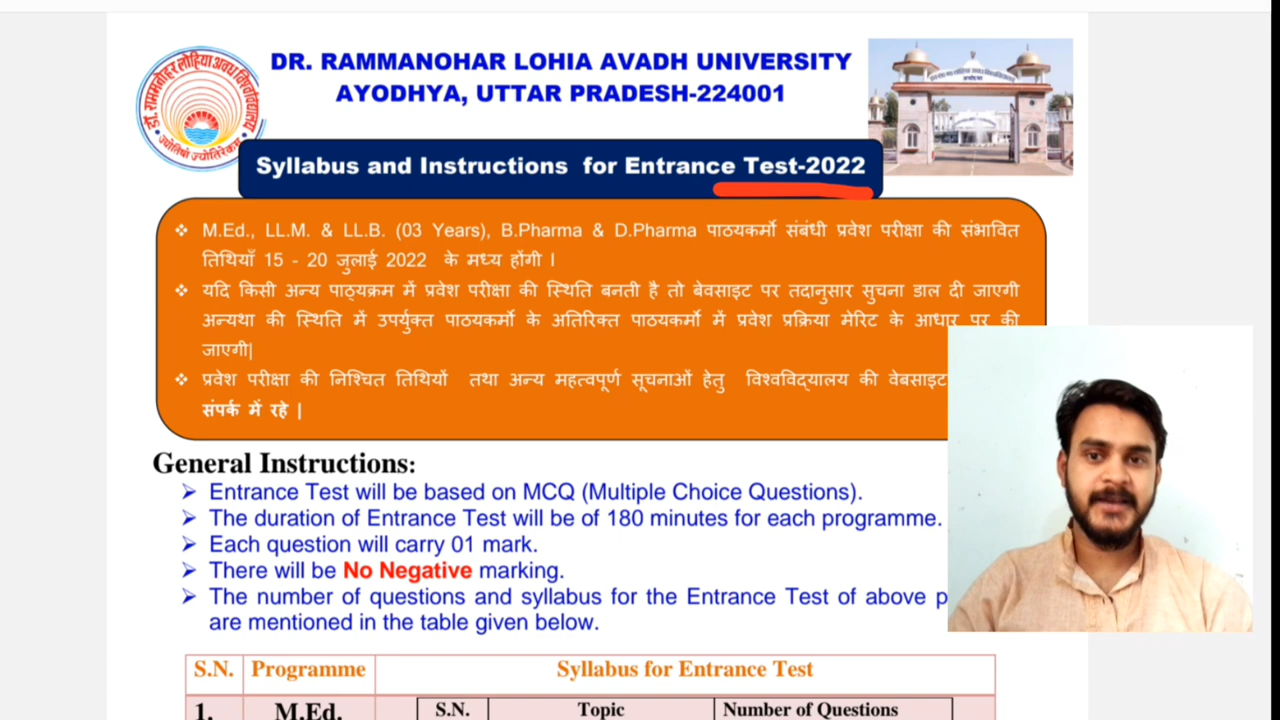 डॉ. राममनोहर लोहिया अवध विश्वविद्यालय
DR. RAMMANOHAR LOHIA AVADH UNIVERSITY
AYODHYA, UTTAR PRADESH-224001
Syllabus and Instructions for Entrance Test-2022
❖ M.Ed., LL.M. & LL.B. (03 Years), B.Pharma & D.Pharma पाठयकर्मो संबंधी प्रवेश परीक्षा की संभावित
तिथियाँ 15 - 20 जुलाई 2022 के मध्य होंगी ।
❖ यदि किसी अन्य पाठ्यक्रम में प्रवेश परीक्षा की स्थिति बनती है तो बेवसाइट पर तदानुसार सुचना डाल दी जाएगी
अन्यथा की स्थिति में उपर्युक्त पाठयकर्मो के अतिरिक्त पाठयकर्मो में प्रवेश प्रक्रिया मेरिट के आधार पर की
जाएगी|
❖ प्रवेश परीक्षा की निश्चित तिथियों तथा अन्य महत्वपूर्ण सूचनाओं हेतु विश्वविद्यालय की वेबसाइट
संपर्क में रहे |
General Instructions:
➢ Entrance Test will be based on MCQ (Multiple Choice Questions).
➢ The duration of Entrance Test will be of 180 minutes for each programme.
➢ Each question will carry 01 mark.
➢ There will be No Negative marking.
➢ The number of questions and syllabus for the Entrance Test of above p
are mentioned in the table given below.
S.N. Programme Syllabus for Entrance Test
1. M.Ed. S.N. Topic Number of Questions